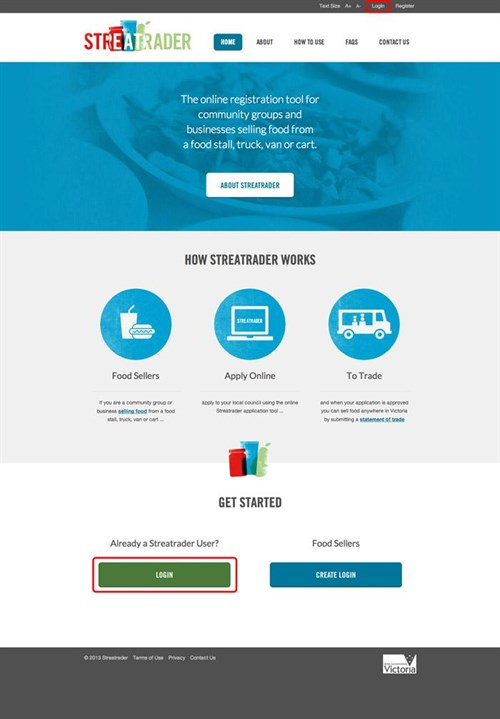 Text Size A+ A- Login Register
STREATRADER
HOME ABOUT HOW TO USE FAQS CONTACT US
The online registration tool for
community groups and
businesses selling food from
a food stall, truck, van or cart.
ABOUT STREATRADER
HOW STREATRADER WORKS
STREATRADER
Food Sellers
If you are a community group or
business selling food from a food
stall, truck, van or cart ...
Apply Online
apply to your local council using the online
Streatrader application tool ...
To Trade
and when your application is approved
you can sell food anywhere in Victoria
by submitting a statement of trade
GET STARTED
Already a Streatrader User?
LOGIN
Food Sellers
CREATE LOGIN
© 2013 Streatrader Terms of Use Privacy Contact Us
Victoria